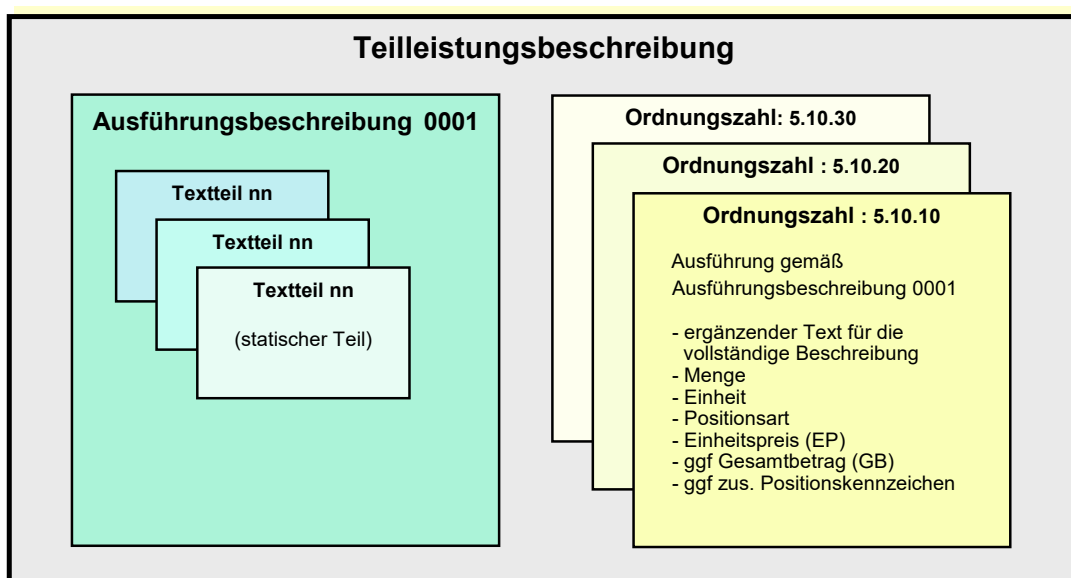 Teilleistungsbeschreibung
Ausführungsbeschreibung 0001
Textteil nn
Textteil nn
Textteil nn
(statischer Teil)
Ordnungszahl: 5.10.30
Ordnungszahl : 5.10.20
Ordnungszahl : 5.10.10
Ausführung gemäß
Ausführungsbeschreibung 0001
- ergänzender Text für die
vollständige Beschreibung
- Menge
- Einheit
- Positionsart
- Einheitspreis (EP)
- ggf Gesamtbetrag (GB)
- ggf zus. Positionskennzeichen